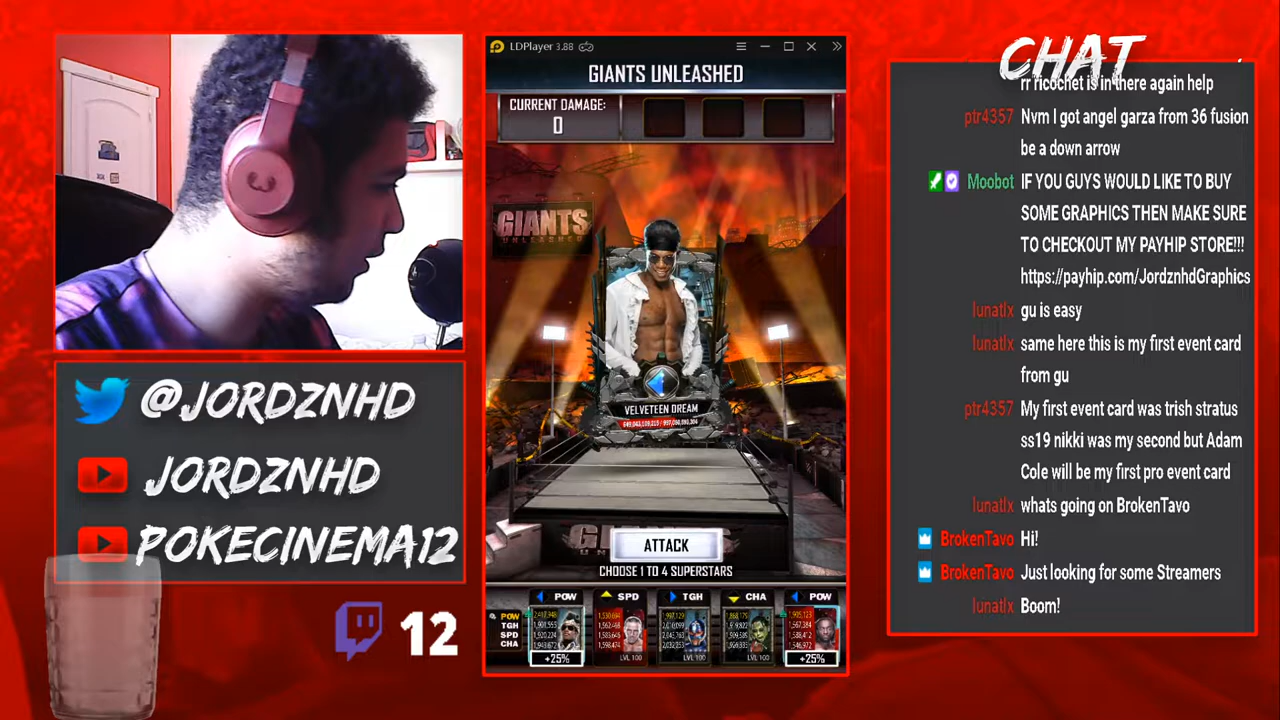 LDPlayer 3.88
GIANTS UNLEASHED
CURRENT DAMAGE:
0
GIANTS
UNLEASHED
VELVETEEN DREAM
ATTACK
CHOOSE 1 TO 4 SUPERSTARS
POW SPD TGH CHA POW
POW
TGH
SPD
CHA
LVL 100 LVL 100 LVL 100
+25% +25%
@JORDZNHD
JORDZNHD
POKECINEMA12
12
CHAT
rr ricochet is in there again help
ptr4357 Nvm I got angel garza from 36 fusion
be a down arrow
Moobot IF YOU GUYS WOULD LIKE TO BUY
SOME GRAPHICS THEN MAKE SURE
TO CHECKOUT MY PAYHIP STORE!!!
https://payhip.com/JordznhdGraphics
lunatlx gu is easy
lunatlx same here this is my first event card
from gu
ptr4357 My first event card was trish stratus
ss19 nikki was my second but Adam
Cole will be my first pro event card
lunatlx whats going on BrokenTavo
BrokenTavo Hi!
BrokenTavo Just looking for some Streamers
lunatlx Boom!